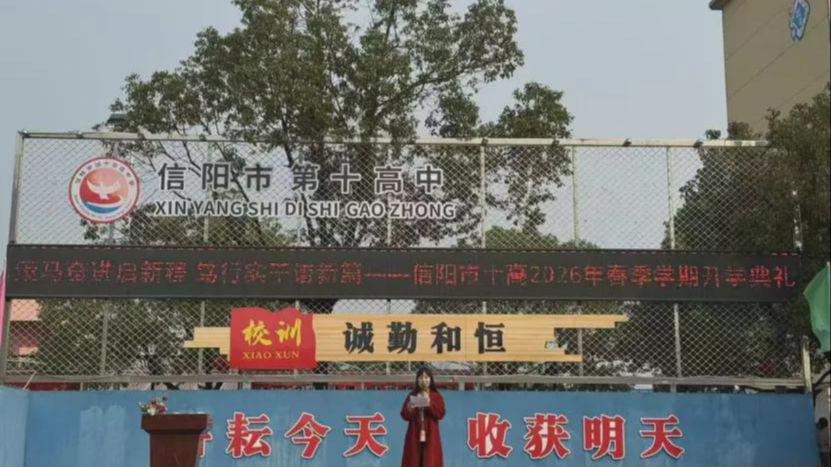 信阳市第十高中
XIN YANG SHI DI SHI GAO ZHONG
策马奋进启新程 笃行实干谱新篇——信阳市十高2026年春季学期开学典礼
校训
XIAO XUN
诚勤和恒
耘今天 收获明天